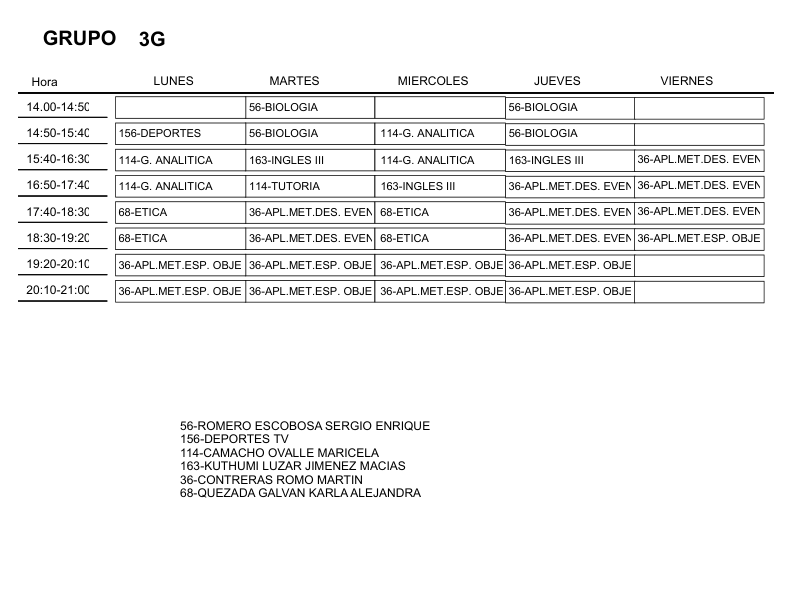 GRUPO 3G
Hora LUNES MARTES MIERCOLES JUEVES VIERNES
14.00-14:50 56-BIOLOGIA 56-BIOLOGIA
14:50-15:40 156-DEPORTES 56-BIOLOGIA 114-G. ANALITICA 56-BIOLOGIA
15:40-16:30 114-G. ANALITICA 163-INGLES III 114-G. ANALITICA 163-INGLES III 36-APL.MET.DES. EVEN
16:50-17:40 114-G. ANALITICA 114-TUTORIA 163-INGLES III 36-APL.MET.DES. EVEN 36-APL.MET.DES. EVEN
17:40-18:30 68-ETICA 36-APL.MET.DES. EVEN 68-ETICA 36-APL.MET.DES. EVEN 36-APL.MET.DES. EVEN
18:30-19:20 68-ETICA 36-APL.MET.DES. EVEN 68-ETICA 36-APL.MET.DES. EVEN 36-APL.MET.ESP. OBJE
19:20-20:10 36-APL.MET.ESP. OBJE 36-APL.MET.ESP. OBJE 36-APL.MET.ESP. OBJE 36-APL.MET.ESP. OBJE
20:10-21:00 36-APL.MET.ESP. OBJE 36-APL.MET.ESP. OBJE 36-APL.MET.ESP. OBJE 36-APL.MET.ESP. OBJE
56-ROMERO ESCOBOSA SERGIO ENRIQUE
156-DEPORTES TV
114-CAMACHO OVALLE MARICELA
163-KUTHUMI LUZAR JIMENEZ MACIAS
36-CONTRERAS ROMO MARTIN
68-QUEZADA GALVAN KARLA ALEJANDRA